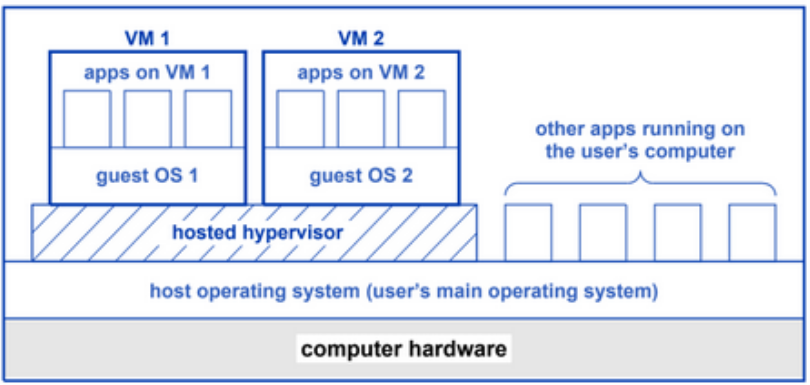 VM 1
VM 2
apps on VM 1
apps on VM 2
other apps running on
the user's computer
guest OS 1
guest OS 2
hosted hypervisor
host operating system (user's main operating system)
computer hardware